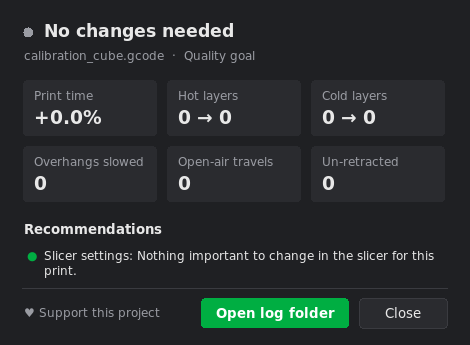 No changes needed
calibration_cube.gcode · Quality goal
Print time
+0.0%
Hot layers
0 → 0
Cold layers
0 → 0
Overhangs slowed
0
Open-air travels
0
Un-retracted
0
Recommendations
Slicer settings: Nothing important to change in the slicer for this
print.
♥ Support this project
Open log folder
Close